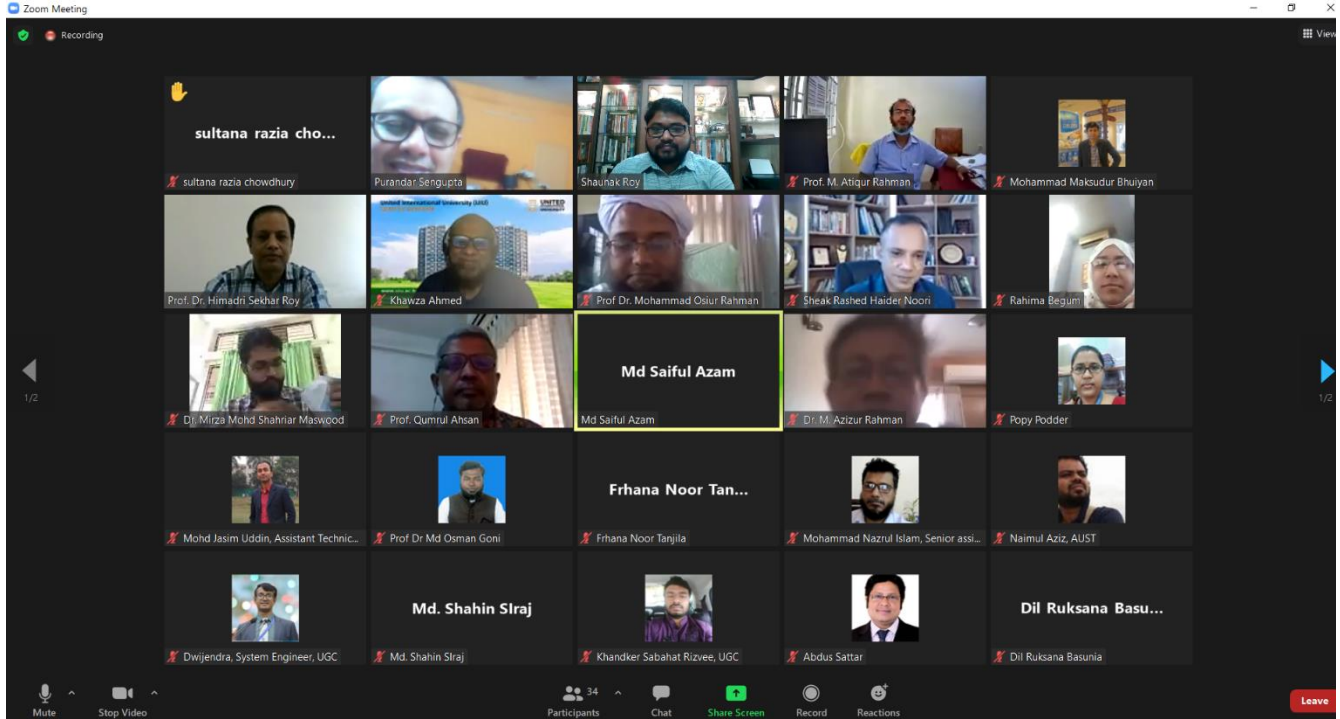 Zoom Meeting
Recording
View
sultana razia cho...
sultana razia chowdhury
Purandar Sengupta
Shaunak Roy
Prof. M. Atiqur Rahman
Mohammad Maksudur Bhuiyan
United International University (UIU)
UNITED
Prof. Dr. Himadri Sekhar Roy
Khawza Ahmed
Prof Dr. Mohammad Osiur Rahman
Sheak Rashed Haider Noori
Rahima Begum
Md Saiful Azam
1/2
1/2
Dr. Mirza Mohd Shahriar Maswood
Prof. Qumrul Ahsan
Md Saiful Azam
Dr. M. Azizur Rahman
Popy Podder
Frhana Noor Tan...
Mohd Jasim Uddin, Assistant Technic...
Prof Dr Md Osman Goni
Frhana Noor Tanjila
Mohammad Nazrul Islam, Senior assi...
Naimul Aziz, AUST
Md. Shahin SIraj
Dil Ruksana Basu...
Dwijendra, System Engineer, UGC
Md. Shahin SIraj
Khandker Sabahat Rizvee, UGC
Abdus Sattar
Dil Ruksana Basunia
34
Mute
Stop Video
Participants
Chat
Share Screen
Record
Reactions
Leave